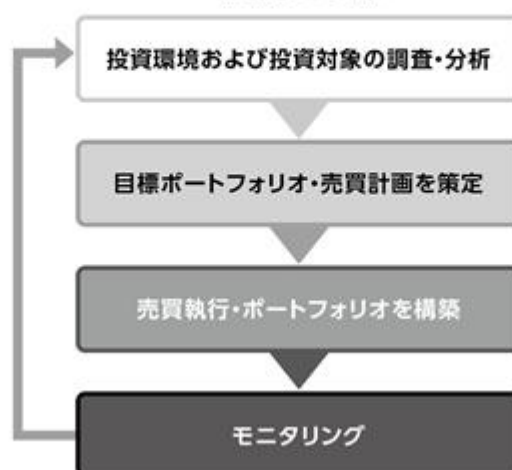 投資環境および投資対象の調査・分析
目標ポートフォリオ・売買計画を策定
売買執行・ポートフォリオを構築
モニタリング